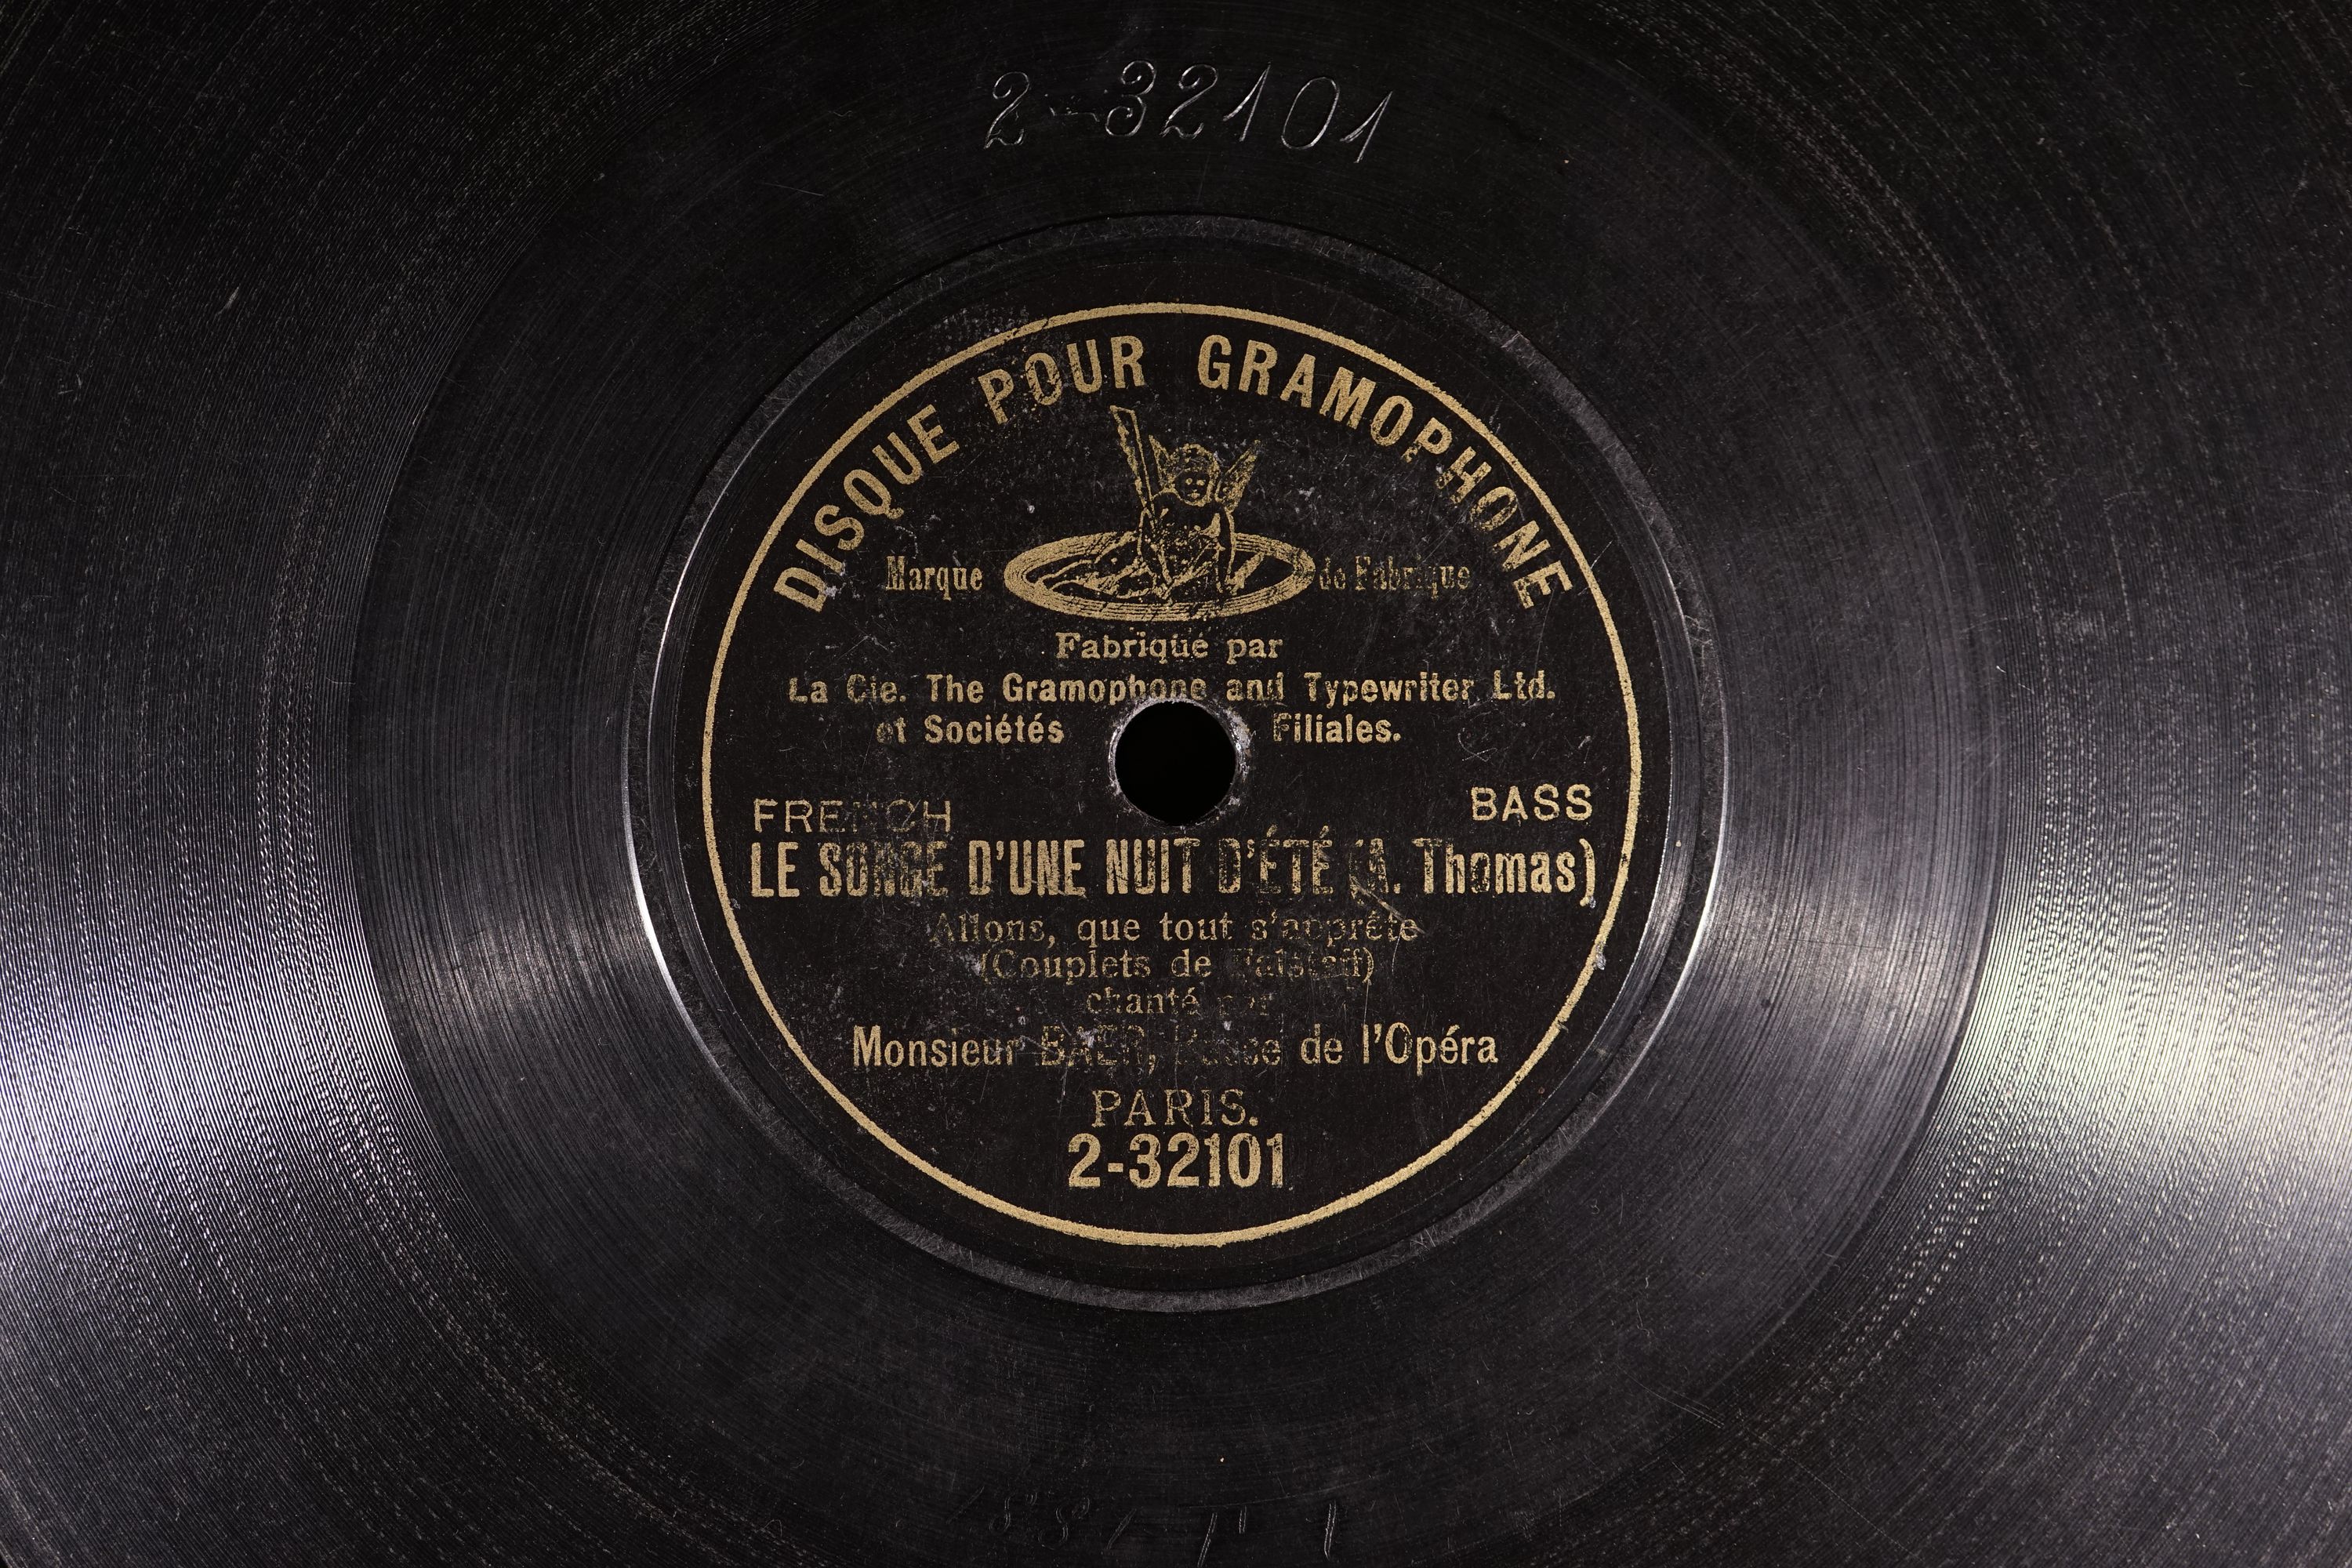 2-32101
DISQUE POUR GRAMOPHONE
Marque de Fabrique
Fabriqué par
La Cie. The Gramophone and Typewriter Ltd.
et Sociétés Filiales.
FRENCH BASS
LE SONGE D'UNE NUIT D'ÉTÉ (A. Thomas)
Allons, que tout s'apprête
(Couplets de Falstaff)
chanté par
Monsieur BAER, Basse de l'Opéra
PARIS.
2-32101